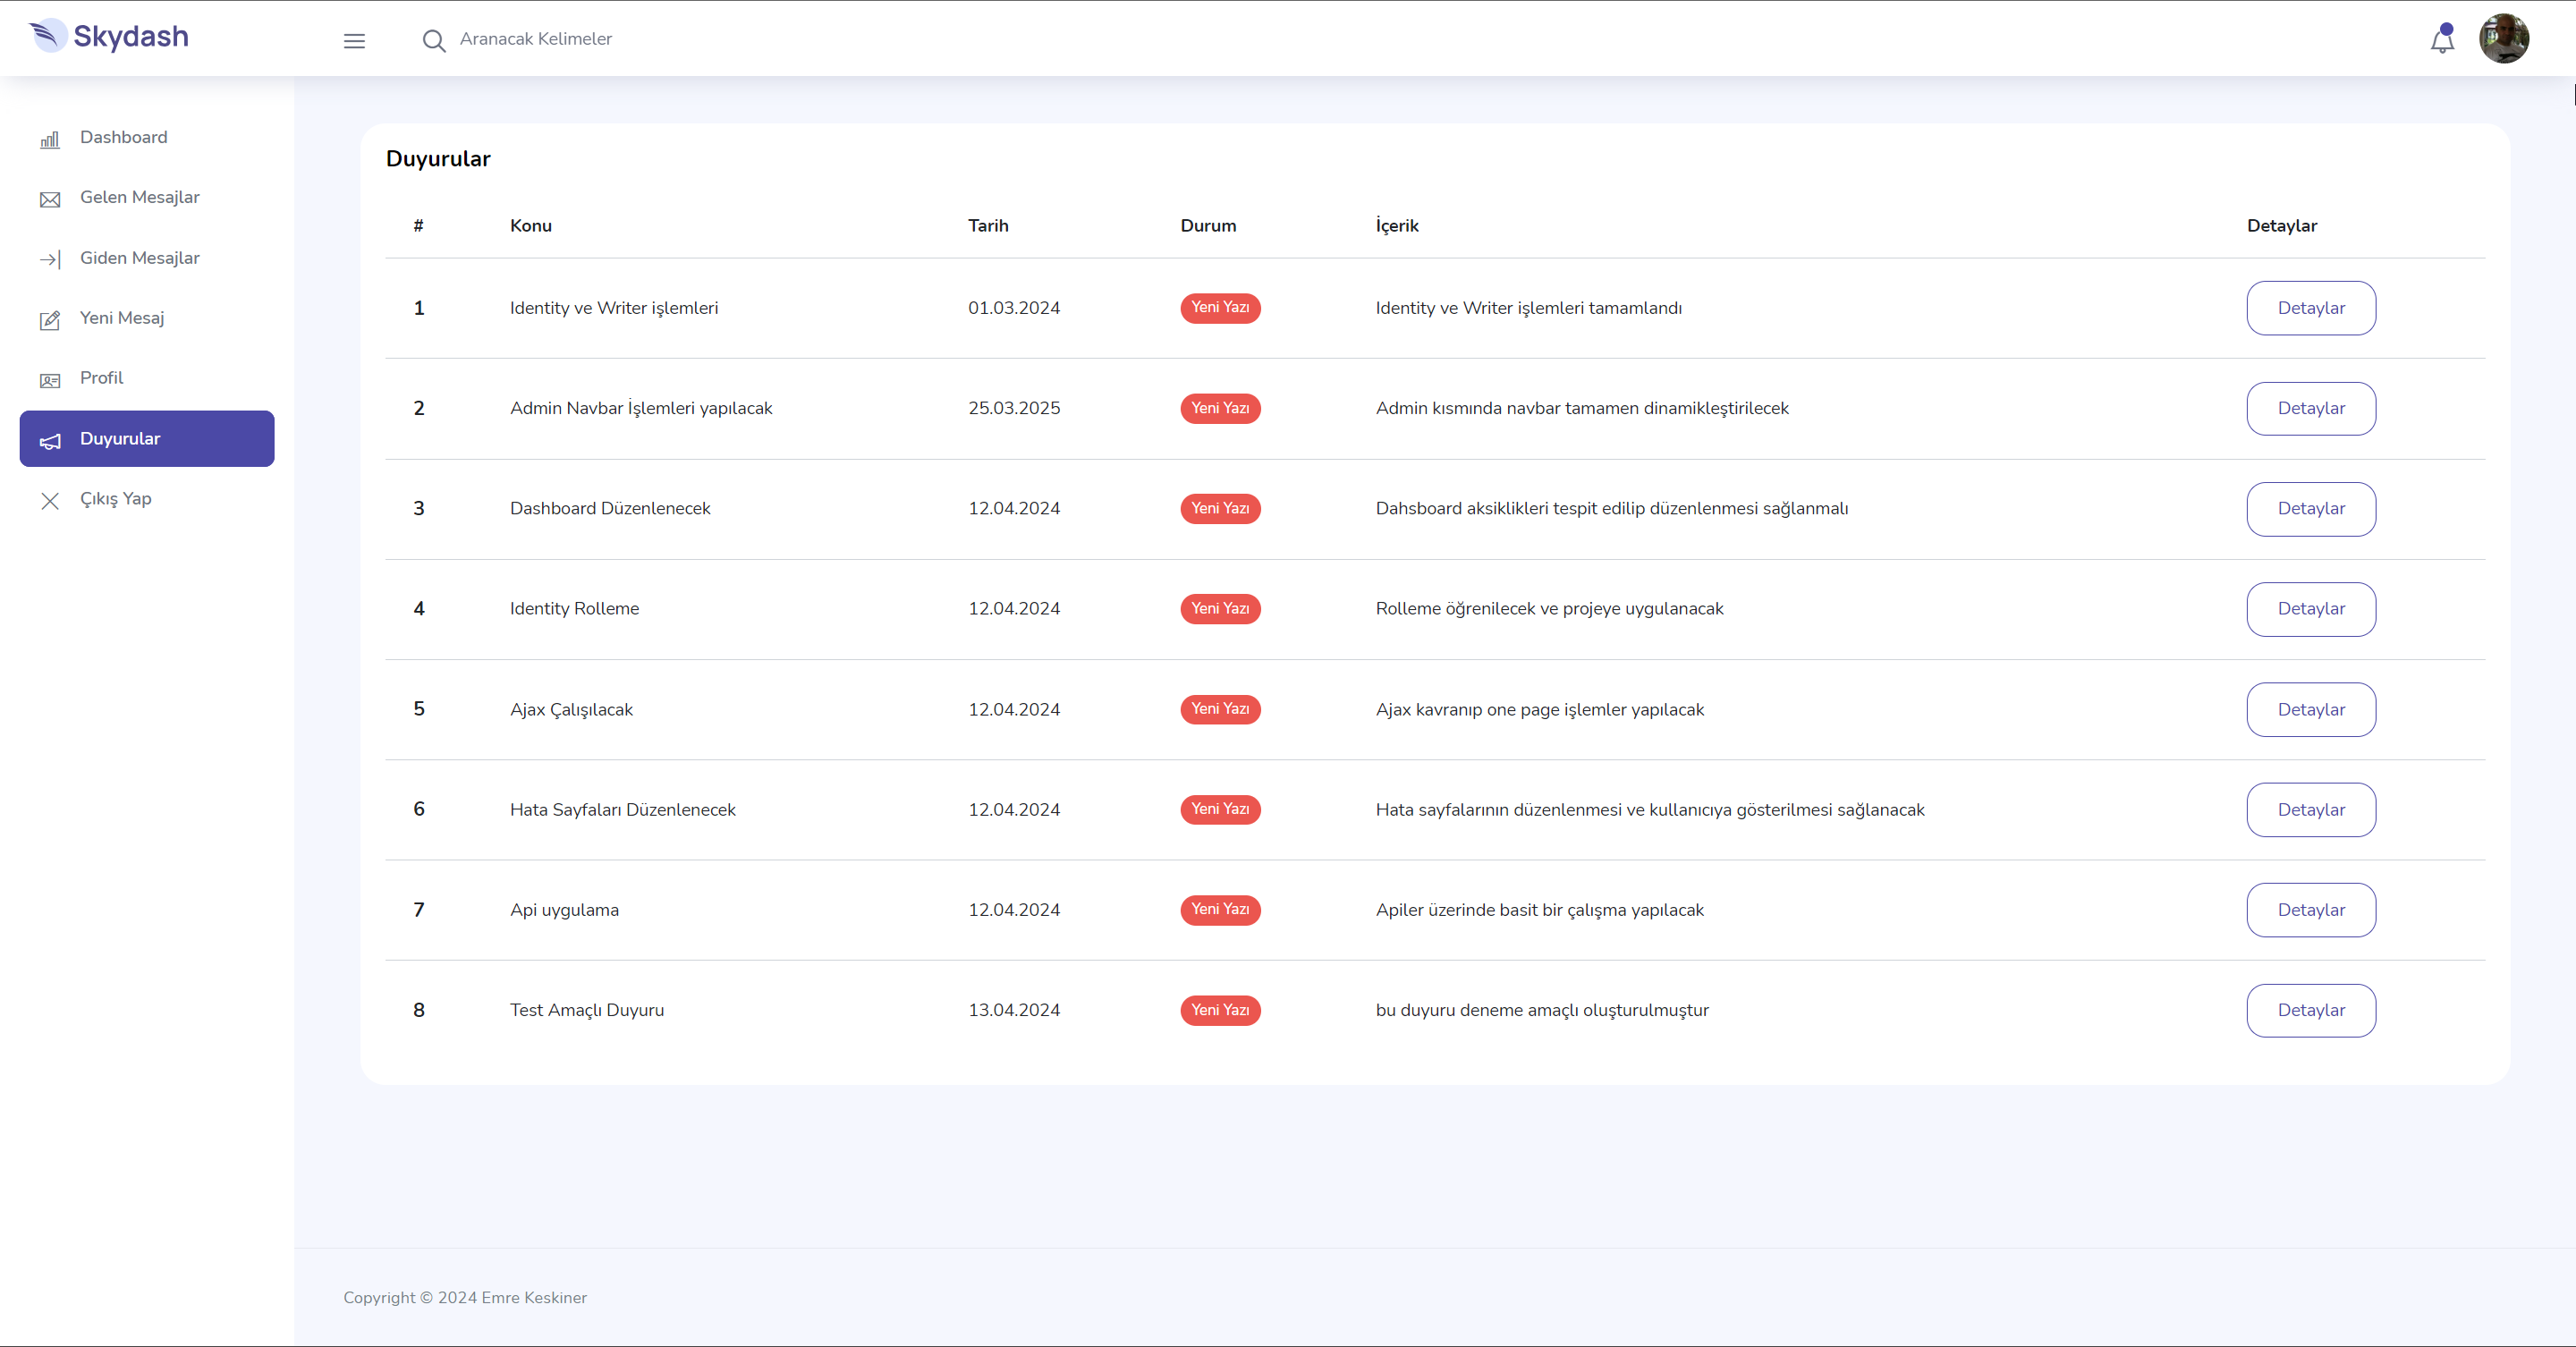 Skydash
Aranacak Kelimeler
Dashboard
Gelen Mesajlar
Giden Mesajlar
Yeni Mesaj
Profil
Duyurular
Çıkış Yap
Duyurular
# Konu Tarih Durum İçerik Detaylar
1 Identity ve Writer işlemleri 01.03.2024 Yeni Yazı Identity ve Writer işlemleri tamamlandı Detaylar
2 Admin Navbar İşlemleri yapılacak 25.03.2025 Yeni Yazı Admin kısmında navbar tamamen dinamikleştirilecek Detaylar
3 Dashboard Düzenlenecek 12.04.2024 Yeni Yazı Dahsboard aksiklikleri tespit edilip düzenlenmesi sağlanmalı Detaylar
4 Identity Rolleme 12.04.2024 Yeni Yazı Rolleme öğrenilecek ve projeye uygulanacak Detaylar
5 Ajax Çalışılacak 12.04.2024 Yeni Yazı Ajax kavranıp one page işlemler yapılacak Detaylar
6 Hata Sayfaları Düzenlenecek 12.04.2024 Yeni Yazı Hata sayfalarının düzenlenmesi ve kullanıcıya gösterilmesi sağlanacak Detaylar
7 Api uygulama 12.04.2024 Yeni Yazı Apiler üzerinde basit bir çalışma yapılacak Detaylar
8 Test Amaçlı Duyuru 13.04.2024 Yeni Yazı bu duyuru deneme amaçlı oluşturulmuştur Detaylar
Copyright © 2024 Emre Keskiner